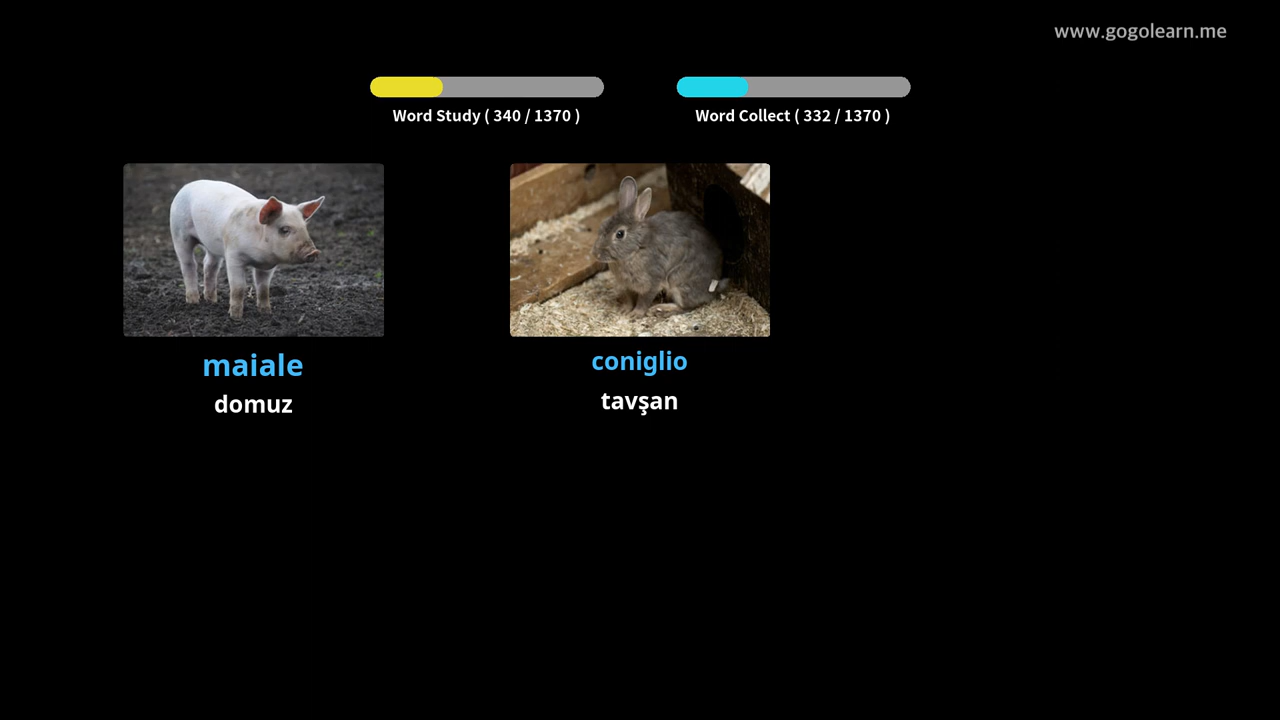 www.gogolearn.me
Word Study ( 340 / 1370 )
Word Collect ( 332 / 1370 )
maiale
domuz
coniglio
tavşan